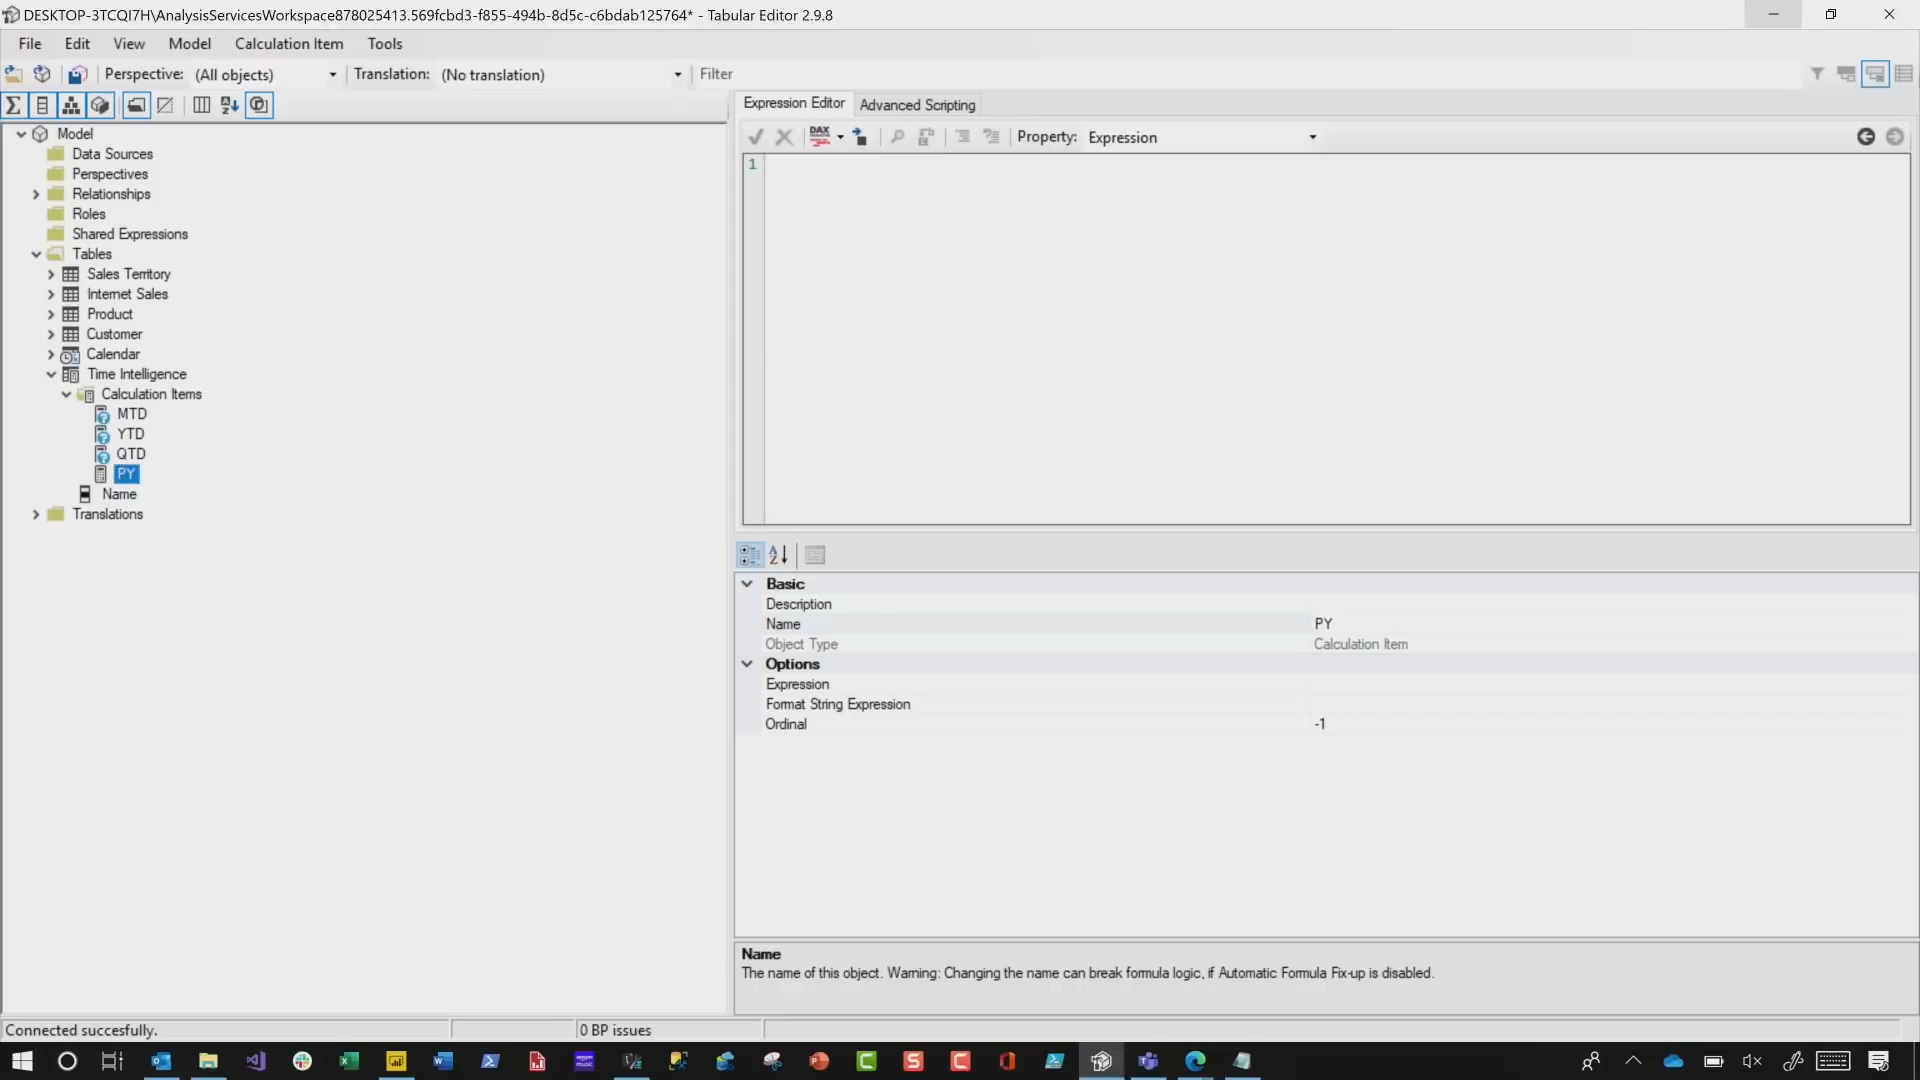 DESKTOP-3TCQI7H\AnalysisServicesWorkspace878025413.569fcbd3-f855-494b-8d5c-c6bdab125764* - Tabular Editor 2.9.8
File Edit View Model Calculation Item Tools
Perspective: (All objects) Translation: (No translation) Filter
Expression Editor Advanced Scripting
DAX Property: Expression
1
Model
Data Sources
Perspectives
Relationships
Roles
Shared Expressions
Tables
Sales Territory
Internet Sales
Product
Customer
Calendar
Time Intelligence
Calculation Items
MTD
YTD
QTD
PY
Name
Translations
Basic
Description
Name PY
Object Type Calculation Item
Options
Expression
Format String Expression
Ordinal -1
Name
The name of this object. Warning: Changing the name can break formula logic, if Automatic Formula Fix-up is disabled.
Connected succesfully. 0 BP issues